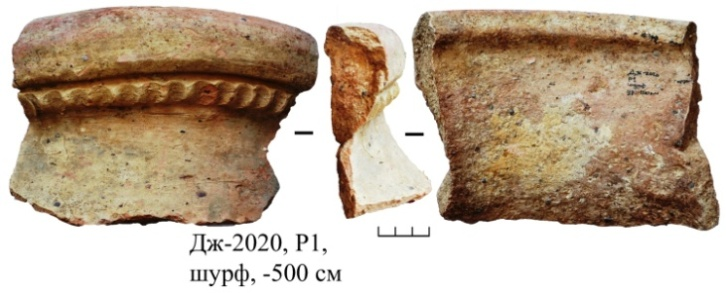 Дж-2020, Р1,
шурф, -500 см